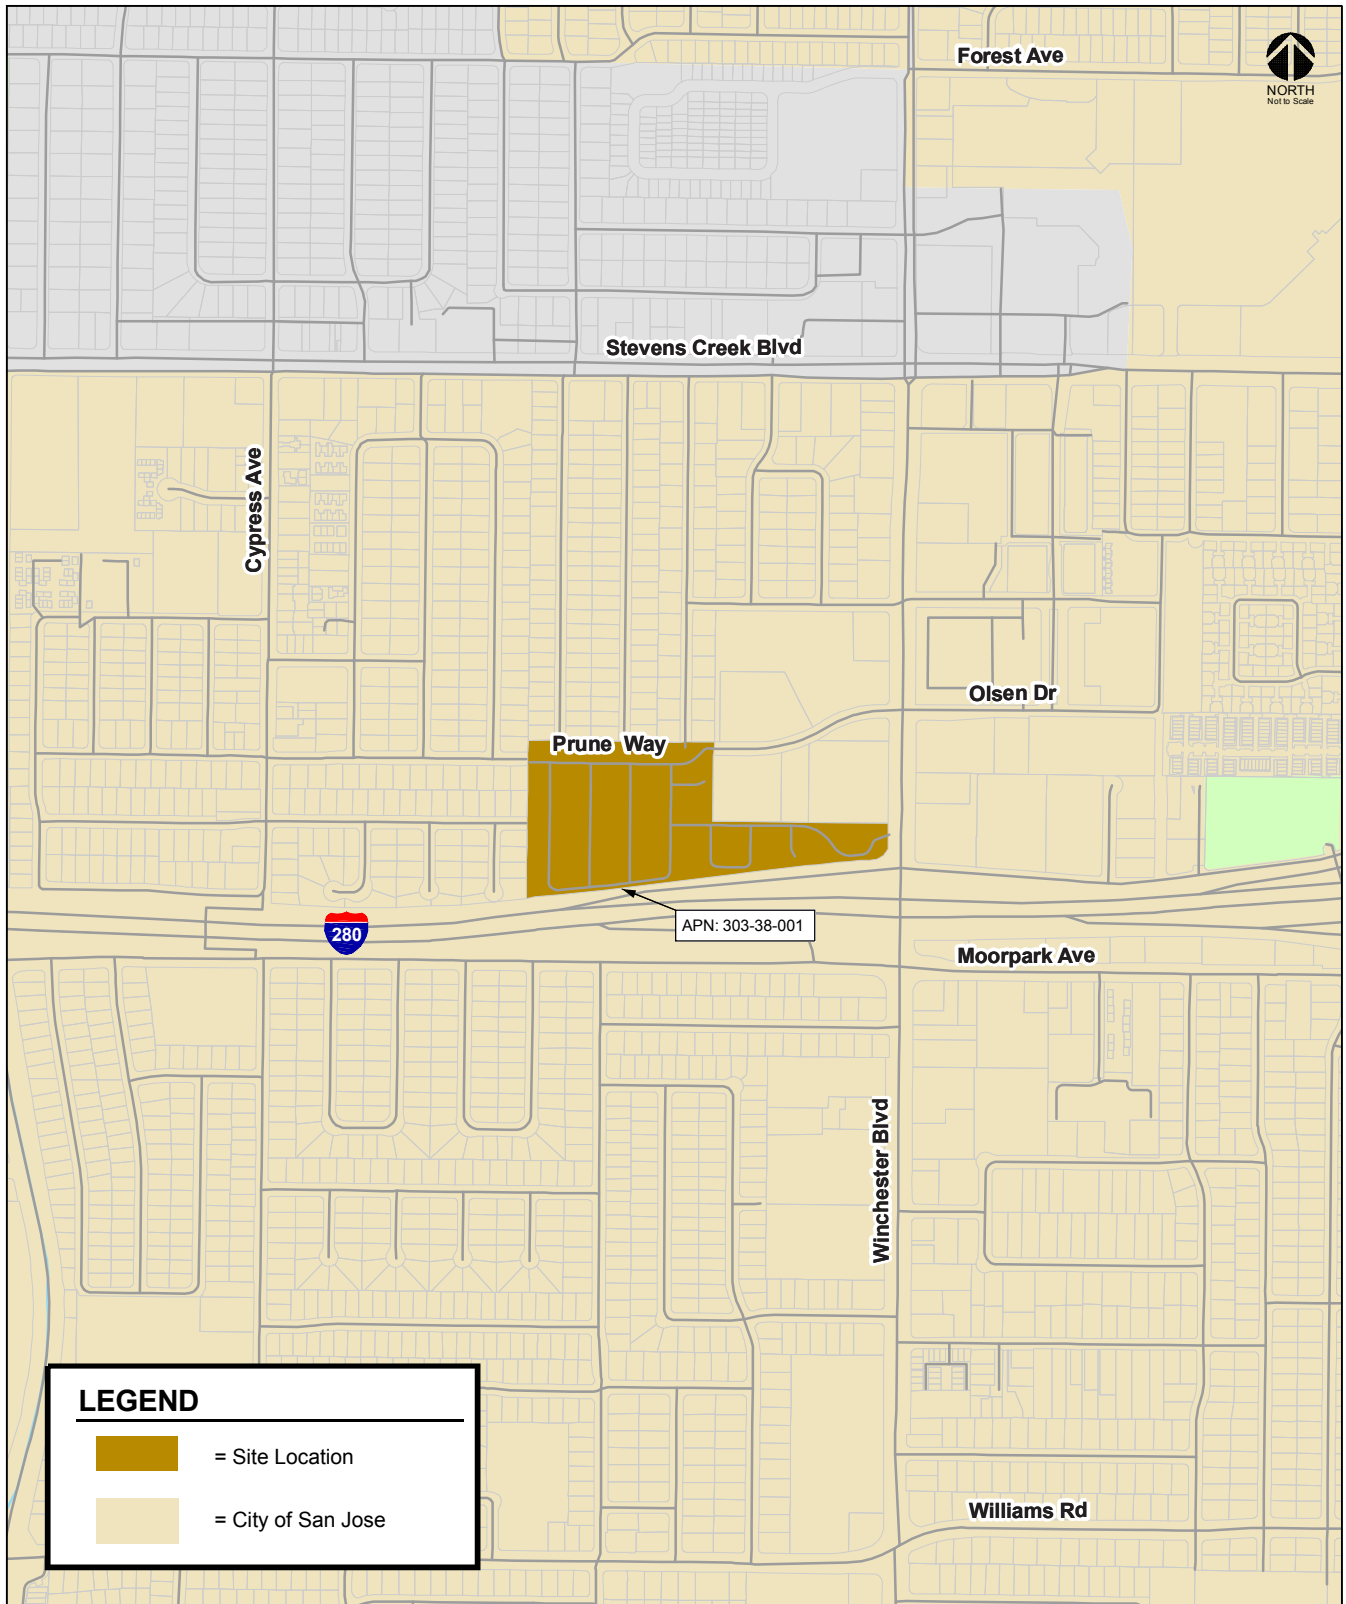 Forest Ave
NORTH
Not to Scale
Stevens Creek Blvd
Cypress Ave
Olsen Dr
Prune Way
APN: 303-38-001
280
Moorpark Ave
Winchester Blvd
LEGEND
= Site Location
= City of San Jose
Williams Rd